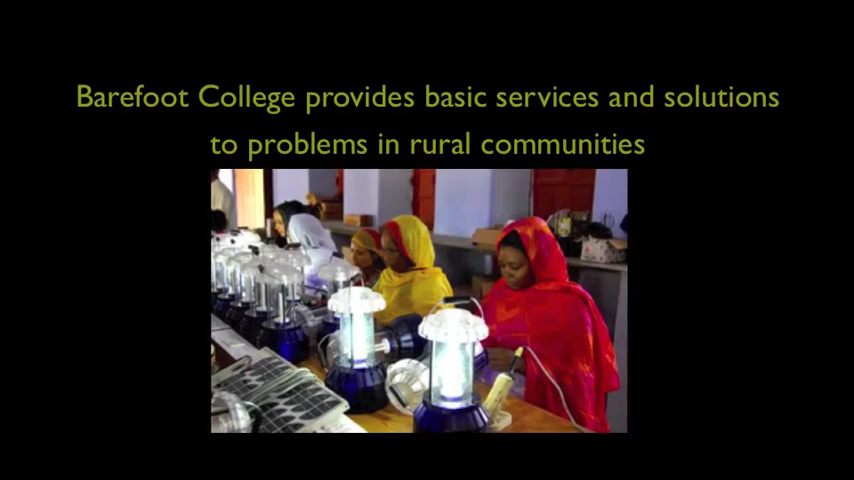 Barefoot College provides basic services and solutions
to problems in rural communities